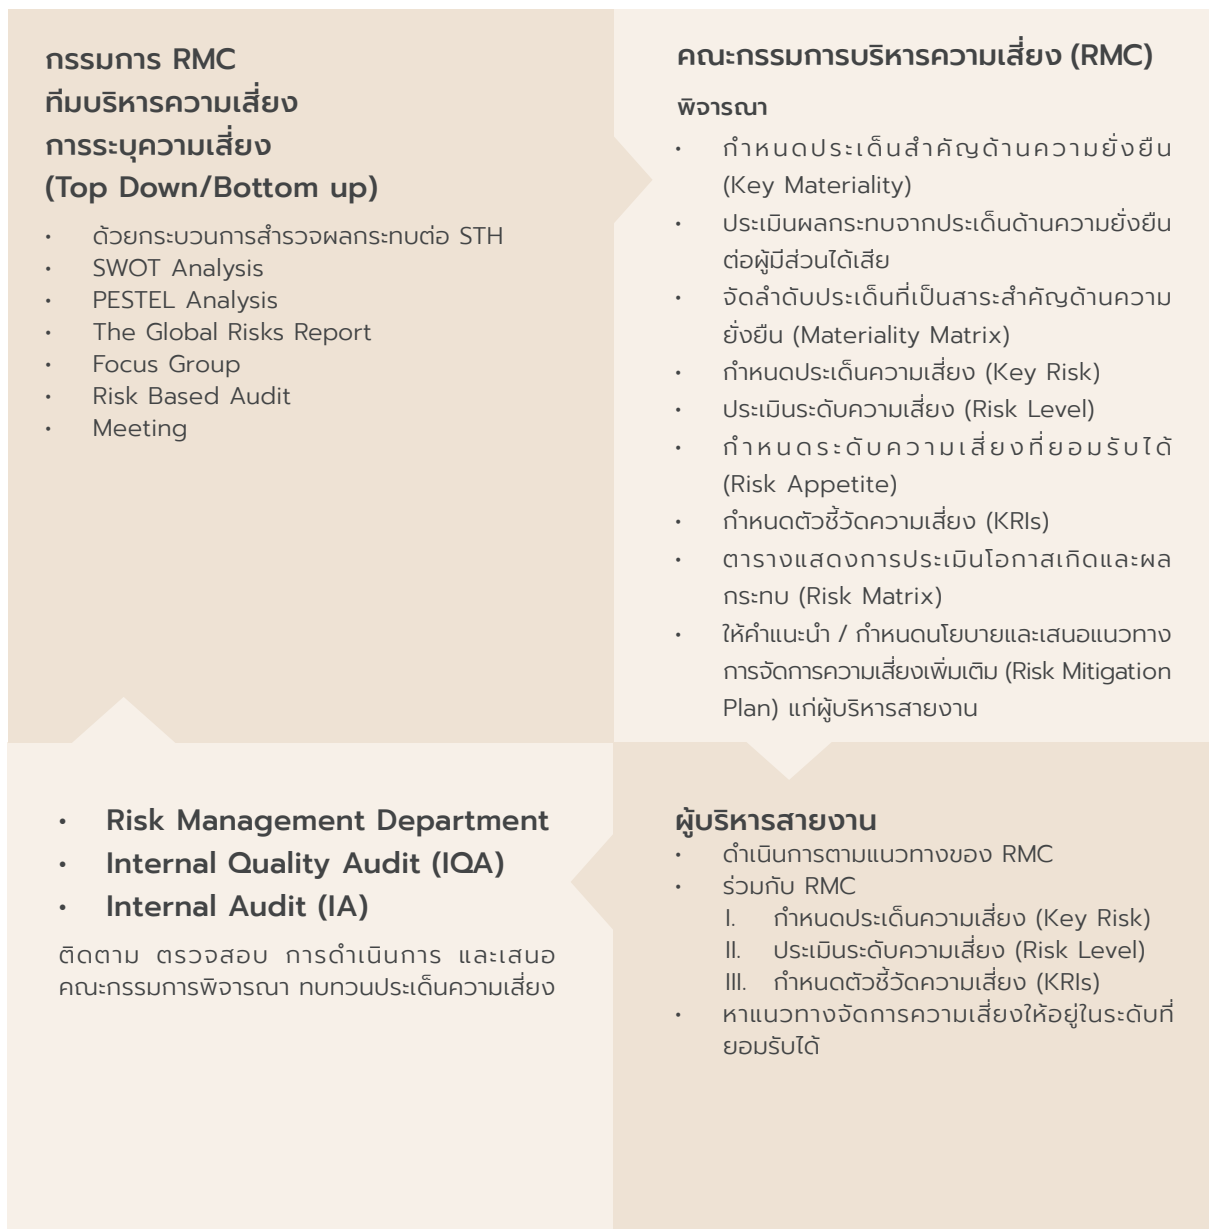 กรรมการ RMC
ทีมบริหารความเสี่ยง
การระบุความเสี่ยง
(Top Down/Bottom up)
• ด้วยกระบวนการสำรวจผลกระทบต่อ STH
• SWOT Analysis
• PESTEL Analysis
• The Global Risks Report
• Focus Group
• Risk Based Audit
• Meeting
คณะกรรมการบริหารความเสี่ยง (RMC)
พิจารณา
• กำหนดประเด็นสำคัญด้านความยั่งยืน
(Key Materiality)
• ประเมินผลกระทบจากประเด็นด้านความยั่งยืน
ต่อผู้มีส่วนได้เสีย
• จัดลำดับประเด็นที่เป็นสาระสำคัญด้านความ
ยั่งยืน (Materiality Matrix)
• กำหนดประเด็นความเสี่ยง (Key Risk)
• ประเมินระดับความเสี่ยง (Risk Level)
• กำหนดระดับความเสี่ยงที่ยอมรับได้
(Risk Appetite)
• กำหนดตัวชี้วัดความเสี่ยง (KRIs)
• ตารางแสดงการประเมินโอกาสเกิดและผล
กระทบ (Risk Matrix)
• ให้คำแนะนำ / กำหนดนโยบายและเสนอแนวทาง
การจัดการความเสี่ยงเพิ่มเติม (Risk Mitigation
Plan) แก่ผู้บริหารสายงาน
• Risk Management Department
• Internal Quality Audit (IQA)
• Internal Audit (IA)
ติดตาม ตรวจสอบ การดำเนินการ และเสนอ
คณะกรรมการพิจารณา ทบทวนประเด็นความเสี่ยง
ผู้บริหารสายงาน
• ดำเนินการตามแนวทางของ RMC
• ร่วมกับ RMC
I. กำหนดประเด็นความเสี่ยง (Key Risk)
II. ประเมินระดับความเสี่ยง (Risk Level)
III. กำหนดตัวชี้วัดความเสี่ยง (KRIs)
• หาแนวทางจัดการความเสี่ยงให้อยู่ในระดับที่
ยอมรับได้